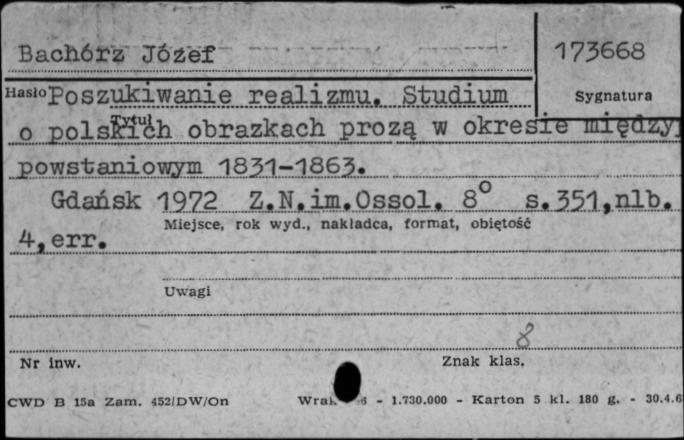 Bachórz Józef
173668
Hasło Poszukiwanie realizmu. Studium
Sygnatura
Tytuł
o polskich obrazkach prozą w okresie między
powstaniowym 1831-1863.
Gdańsk 1972 Z.N.im.Ossol. 8° s.351,nlb.
Miejsce, rok wyd., nakładca, format, objętość
4,err.
Uwagi
8
Nr inw.
Znak klas.
CWD B 15a Zam. 452/DW/On - 1.730.000 - Karton 5 kl. 180 g. - 30.4.6